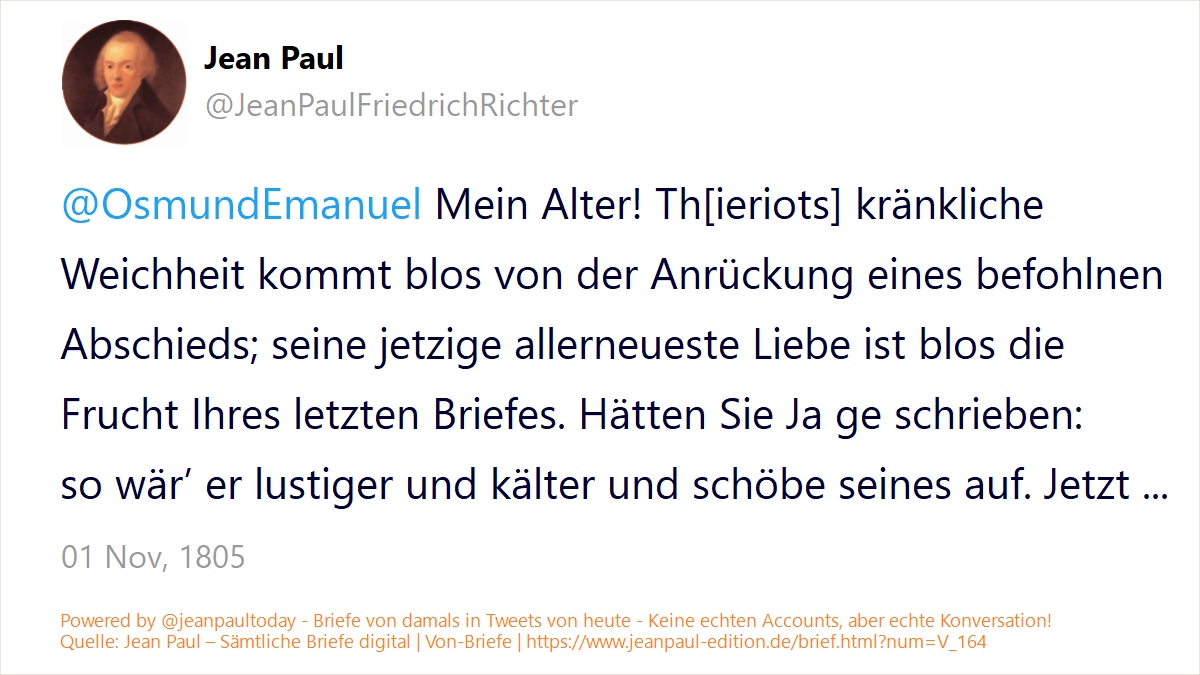 Jean Paul
@JeanPaulFriedrichRichter
@OsmundEmanuel Mein Alter! Th[ieriots] kränkliche
Weichheit kommt blos von der Anrückung eines befohlnen
Abschieds; seine jetzige allerneueste Liebe ist blos die
Frucht Ihres letzten Briefes. Hätten Sie Ja ge schrieben:
so wär’ er lustiger und kälter und schöbe seines auf. Jetzt ...
01 Nov, 1805
Powered by @jeanpaultoday - Briefe von damals in Tweets von heute - Keine echten Accounts, aber echte Konversation!
Quelle: Jean Paul – Sämtliche Briefe digital | Von-Briefe | https://www.jeanpaul-edition.de/brief.html?num=V_164